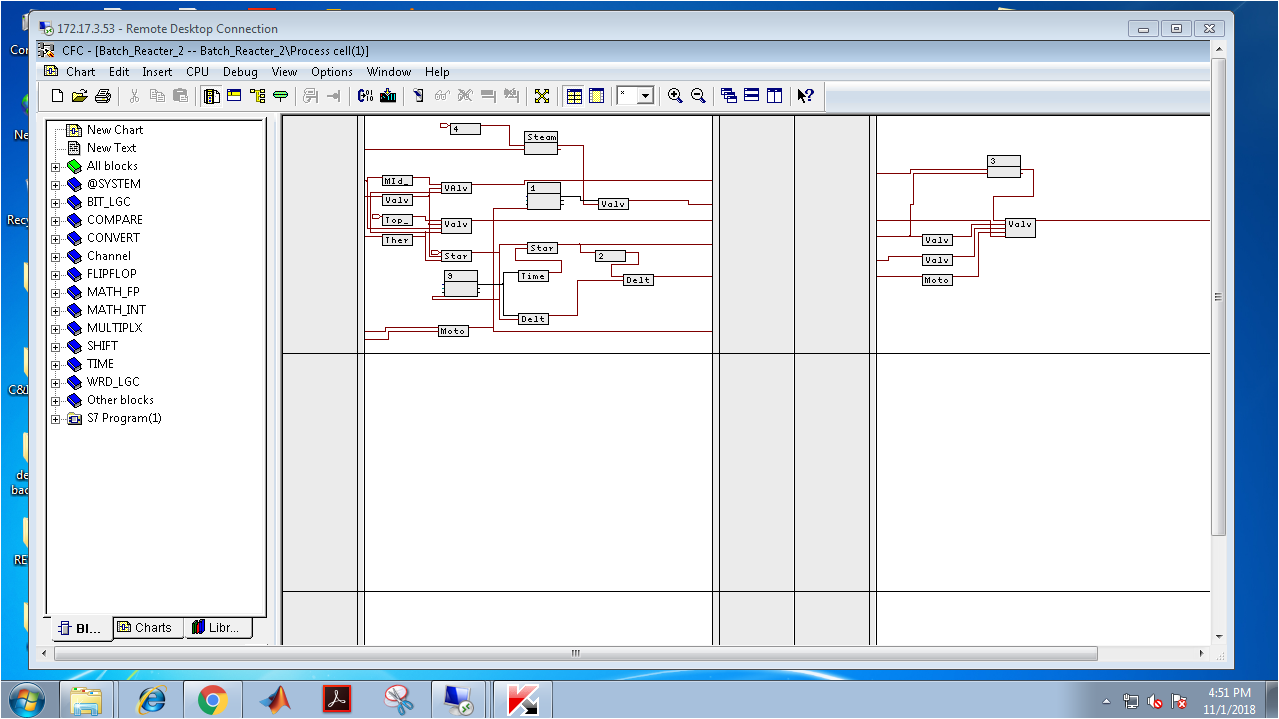 172.17.3.53 - Remote Desktop Connection
CFC - [Batch_Reacter_2 -- Batch_Reacter_2\Process cell(1)]
Chart Edit Insert CPU Debug View Options Window Help
New Chart
New Text
All blocks
@SYSTEM
BIT_LGC
COMPARE
CONVERT
Channel
FLIPFLOP
MATH_FP
MATH_INT
MULTIPLX
SHIFT
TIME
WRD_LGC
Other blocks
S7 Program(1)
Bl... Charts Libr...
4
Steam
MId_
VAlv
1
Valv
Valv
Top_
Valv
Ther
Star
Star
2
9
Time
Delt
Delt
Moto
3
Valv
Valv
Valv
Moto
Rec
C&I
de
bac
RE
4:51 PM
11/1/2018